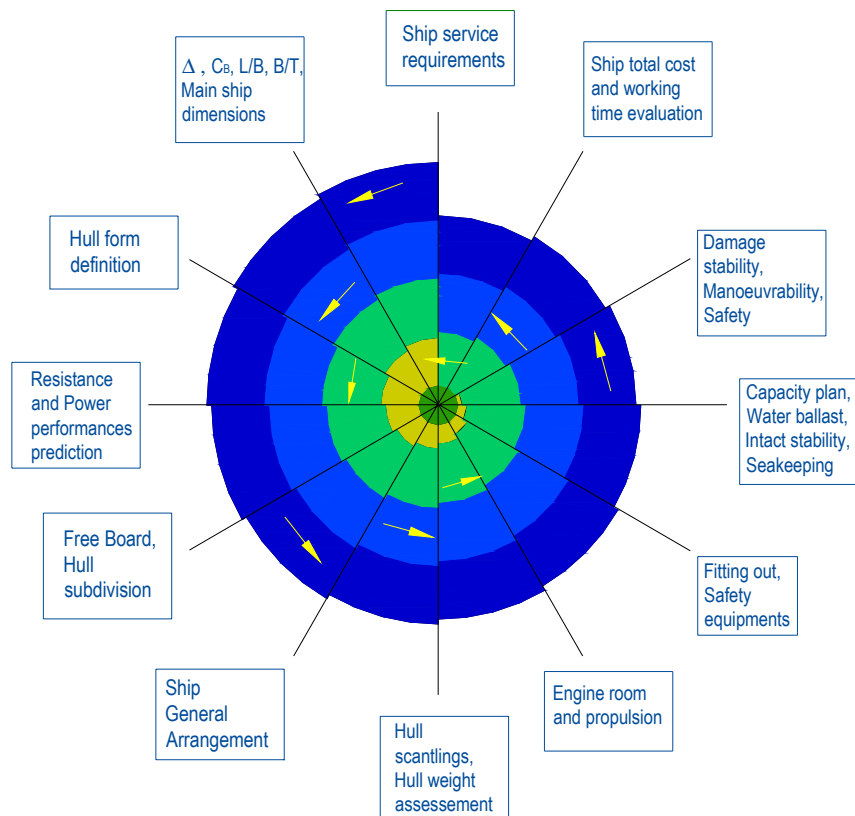 Ship service
requirements
Δ , CB, L/B, B/T,
Main ship
dimensions
Hull form
definition
Resistance
and Power
performances
prediction
Free Board,
Hull
subdivision
Ship
General
Arrangement
Hull
scantlings,
Hull weight
assessement
Engine room
and propulsion
Fitting out,
Safety
equipments
Capacity plan,
Water ballast,
Intact stability,
Seakeeping
Damage
stability,
Manoeuvrability,
Safety
Ship total cost
and working
time evaluation